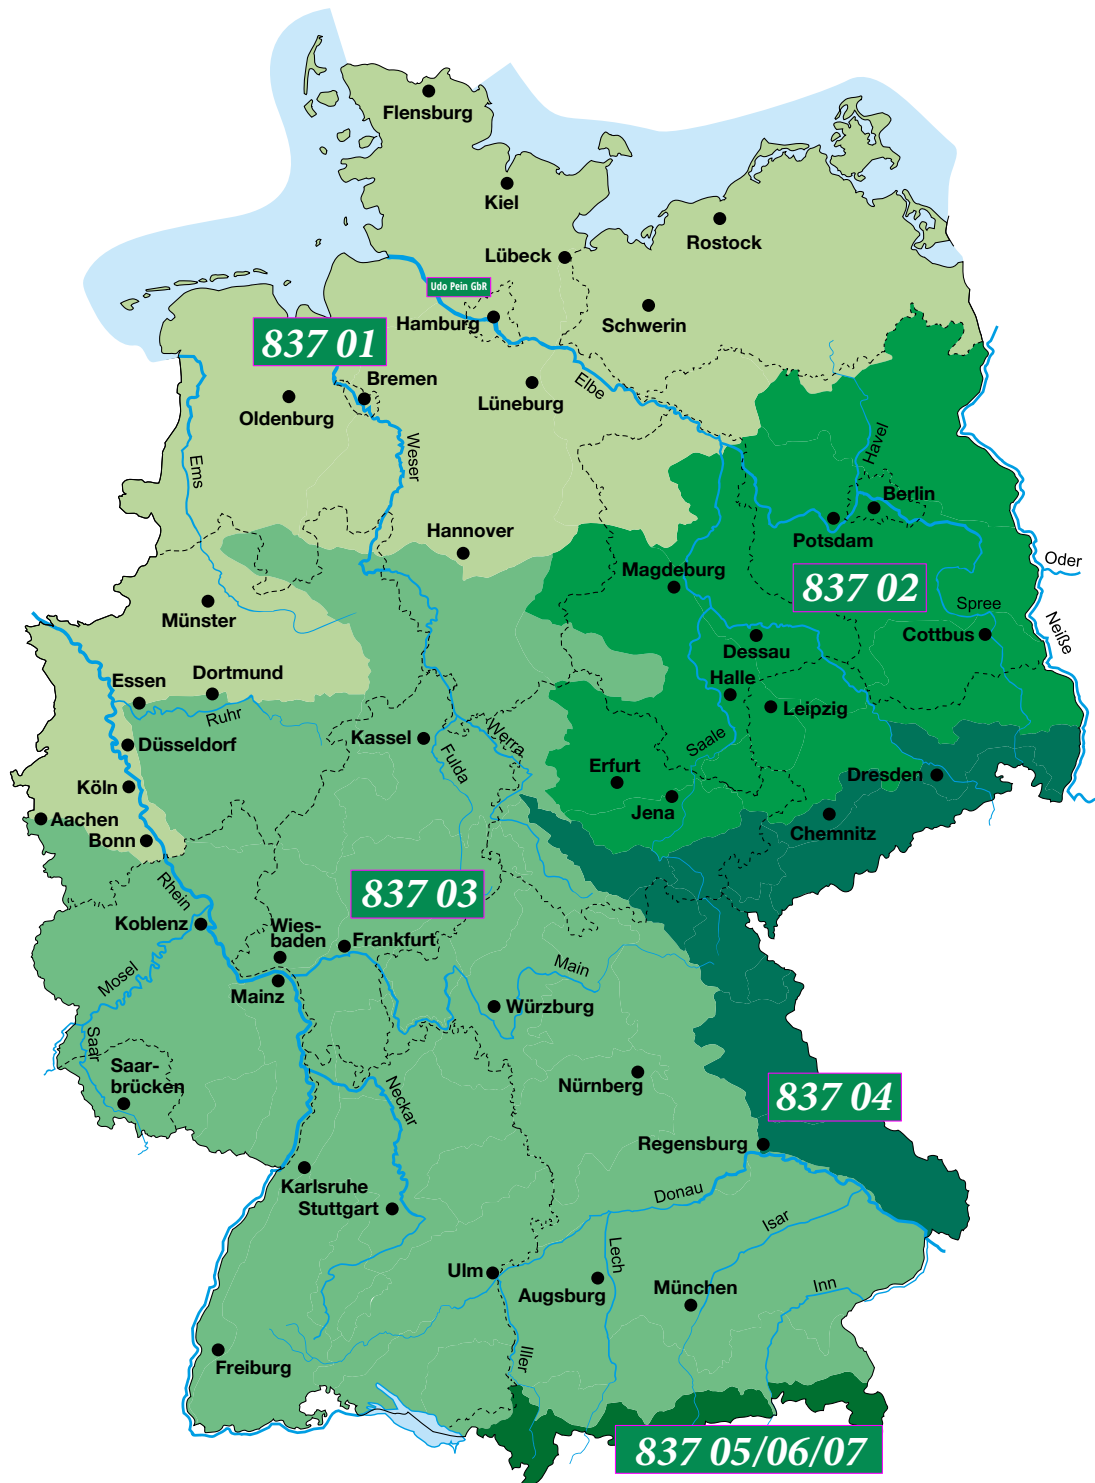 Flensburg
Kiel
Rostock
Lübeck
Udo Pein GbR
Hamburg
Schwerin
837 01
Bremen
Elbe
Lüneburg
Oldenburg
Weser
Havel
Ems
Berlin
Hannover
Potsdam
Oder
Magdeburg
837 02
Spree
Münster
Neiße
Cottbus
Dessau
Dortmund
Essen
Halle
Ruhr
Leipzig
Düsseldorf
Kassel
Werra
Saale
Fulda
Erfurt
Dresden
Köln
Jena
Aachen
Chemnitz
Bonn
Rhein
837 03
Koblenz
Wies-
baden
Frankfurt
Main
Mosel
Mainz
Würzburg
Saar
Saar-
brücken
Nürnberg
837 04
Neckar
Regensburg
Karlsruhe
Donau
Stuttgart
Isar
Lech
Ulm
Augsburg
München
Inn
Iller
Freiburg
837 05/06/07